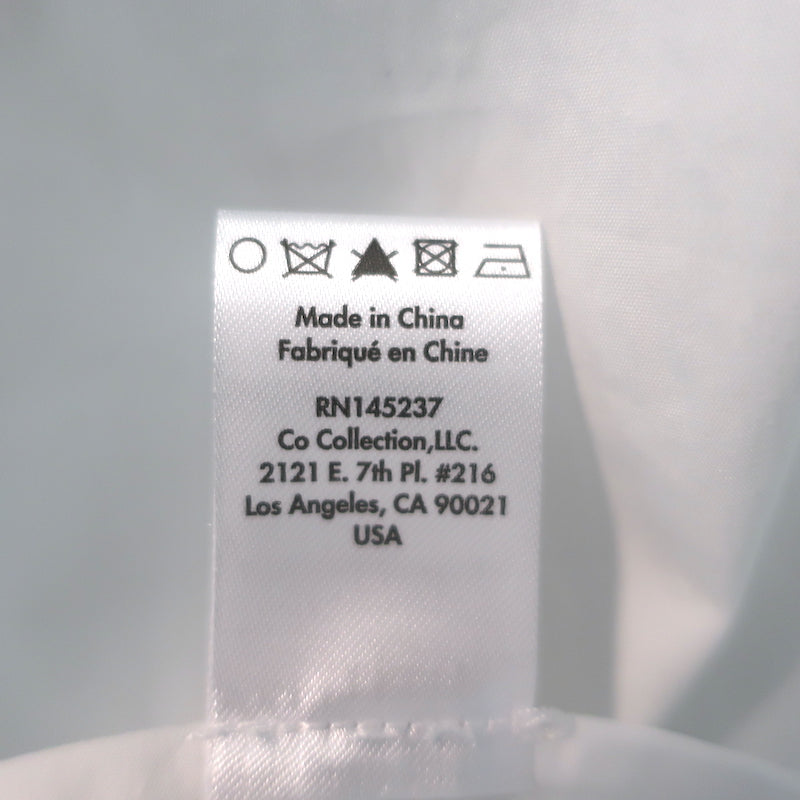 Made in China
Fabriqué en Chine
RN145237
Co Collection,LLC.
2121 E. 7th Pl. #216
Los Angeles, CA 90021
USA